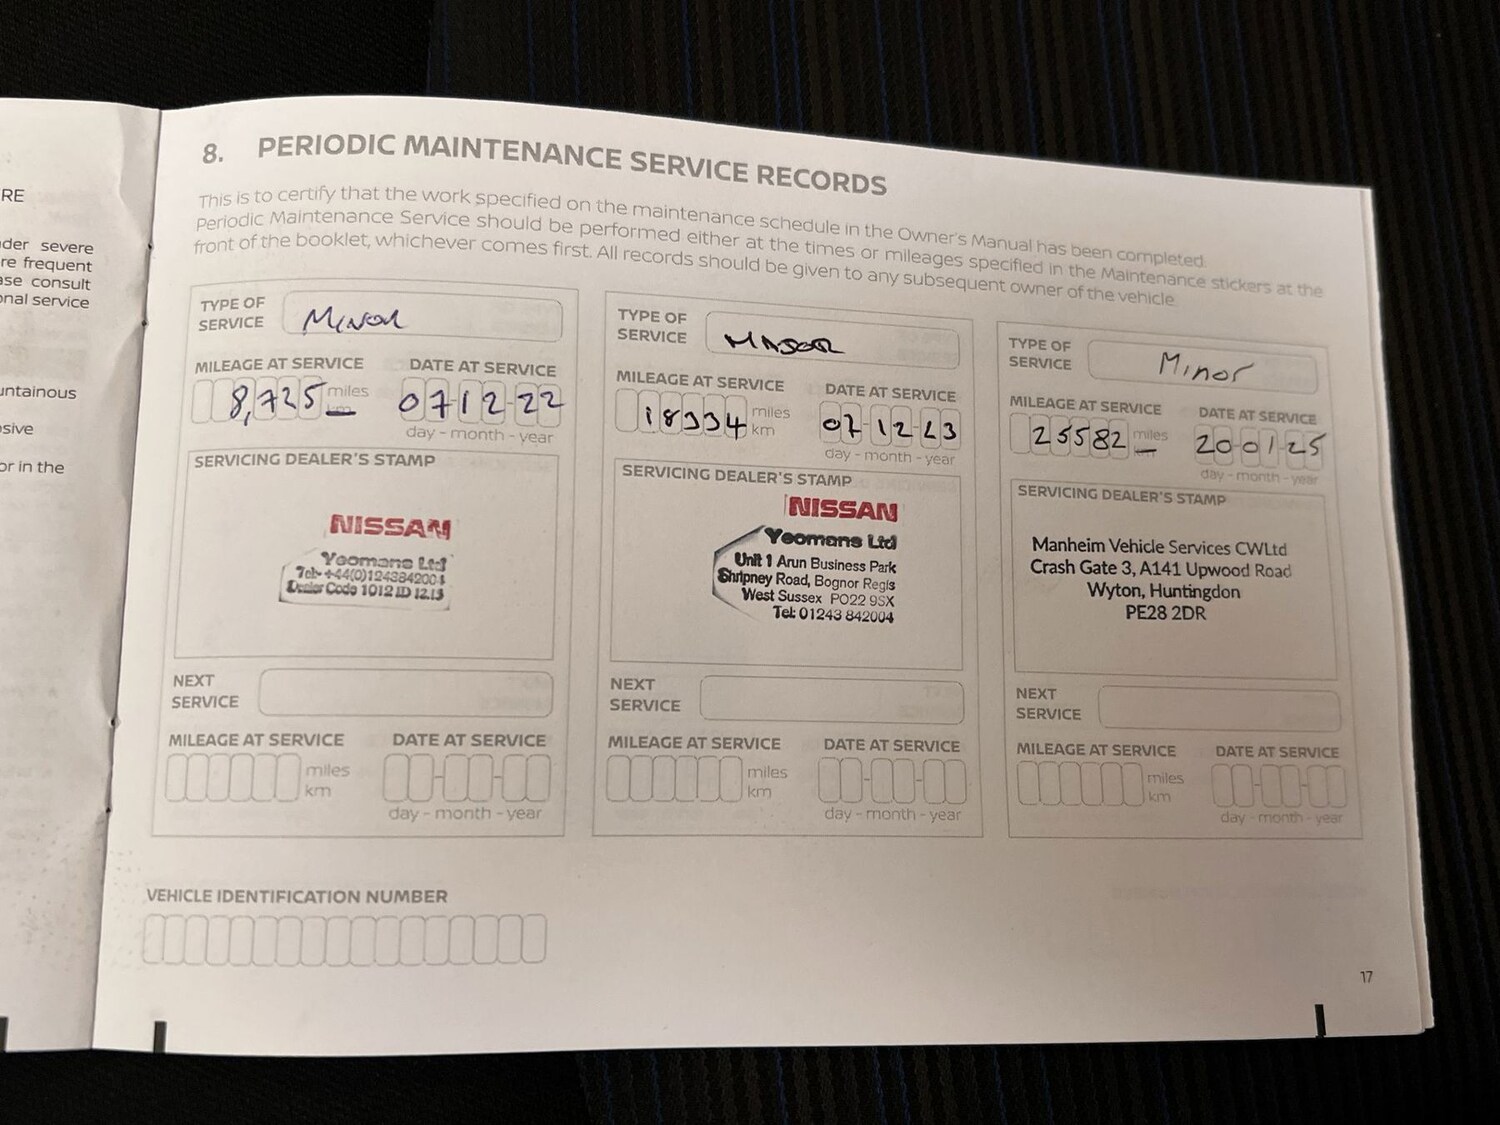 RE
der severe
re frequent
ase consult
onal service
untainous
osive
or in the
8. PERIODIC MAINTENANCE SERVICE RECORDS
This is to certify that the work specified on the maintenance schedule in the Owner's Manual has been completed.
Periodic Maintenance Service should be performed either at the times or mileages specified in the Maintenance stickers at the
front of the booklet, whichever comes first. All records should be given to any subsequent owner of the vehicle.
TYPE OF
SERVICE Minor
MILEAGE AT SERVICE DATE AT SERVICE
8,725 miles 07-12-22
km
day - month - year
SERVICING DEALER'S STAMP
NISSAN
Yeomans Ltd
Tel:- +44(0)1243842004
Dealer Code 1012 ID 12.13
NEXT
SERVICE
MILEAGE AT SERVICE DATE AT SERVICE
miles
km
day - month - year
TYPE OF
SERVICE MAJOR
MILEAGE AT SERVICE DATE AT SERVICE
18334 miles 07-12-23
km
day - month - year
SERVICING DEALER'S STAMP
NISSAN
Yeomans Ltd
Unit 1 Arun Business Park
Shripney Road, Bognor Regis
West Sussex PO22 9SX
Tel: 01243 842004
NEXT
SERVICE
MILEAGE AT SERVICE DATE AT SERVICE
miles
km
day - month - year
TYPE OF
SERVICE Minor
MILEAGE AT SERVICE DATE AT SERVICE
25582 miles 20-01-25
km
day - month - year
SERVICING DEALER'S STAMP
Manheim Vehicle Services CWLtd
Crash Gate 3, A141 Upwood Road
Wyton, Huntingdon
PE28 2DR
NEXT
SERVICE
MILEAGE AT SERVICE DATE AT SERVICE
miles
km
day - month - year
VEHICLE IDENTIFICATION NUMBER
17